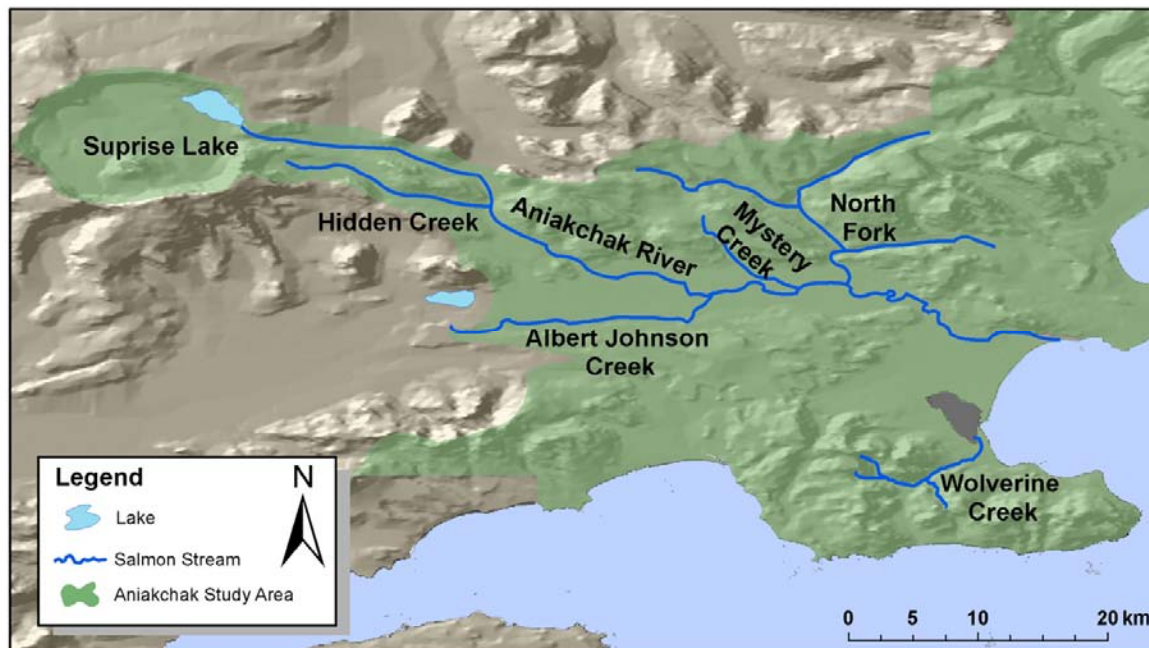 Suprise Lake
Hidden Creek
Aniakchak River
Mystery
Creek
North
Fork
Albert Johnson
Creek
Wolverine
Creek
Legend
N
Lake
Salmon Stream
Aniakchak Study Area
0 5 10 20 km